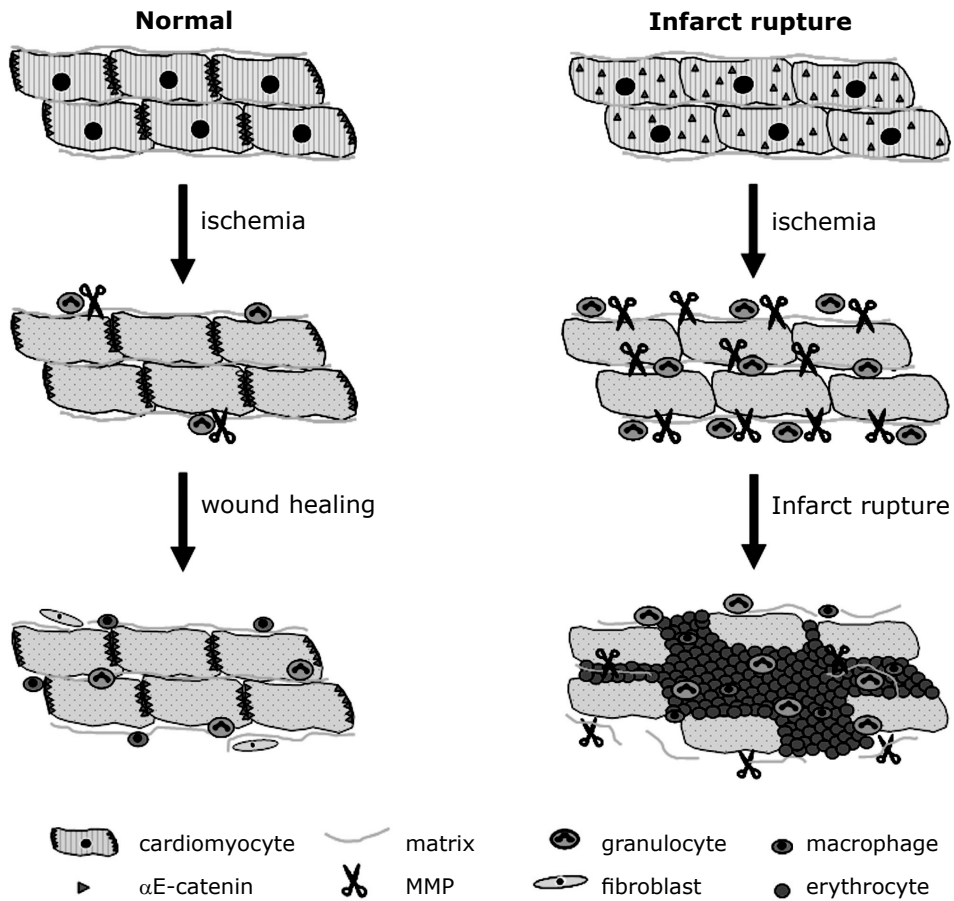 Normal
Infarct rupture
ischemia
ischemia
wound healing
Infarct rupture
cardiomyocyte
matrix
granulocyte
macrophage
αE-catenin
MMP
fibroblast
erythrocyte